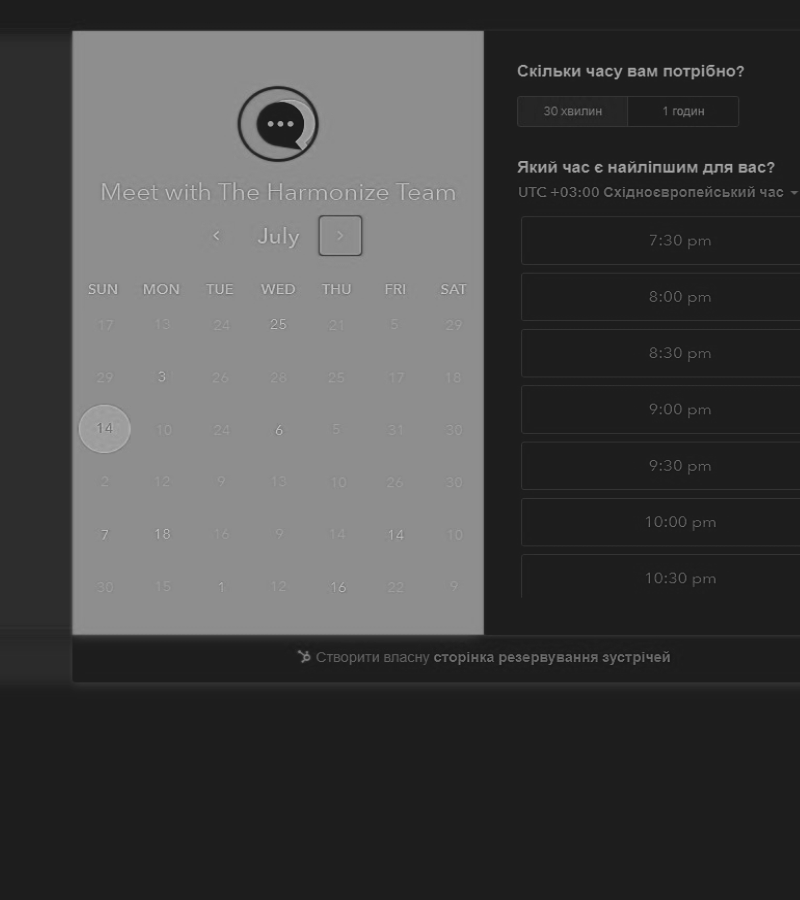 Meet with The Harmonize Team
July
SUN MON TUE WED THU FRI SAT
17 13 24 25 21 5 29
29 3 26 28 25 17 18
14 10 24 6 5 31 30
2 12 9 13 10 26 30
7 18 16 9 14 14 10
30 15 1 12 16 22 9
Скільки часу вам потрібно?
30 хвилин 1 годин
Який час є найліпшим для вас?
UTC +03:00 Східноєвропейський час
7:30 pm
8:00 pm
8:30 pm
9:00 pm
9:30 pm
10:00 pm
10:30 pm
Створити власну сторінка резервування зустрічей